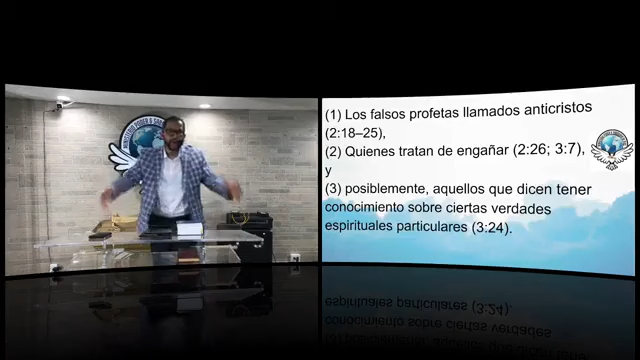 (1) Los falsos profetas llamados anticristos
(2:18–25),
(2) Quienes tratan de engañar (2:26; 3:7),
y
(3) posiblemente, aquellos que dicen tener
conocimiento sobre ciertas verdades
espirituales particulares (3:24).